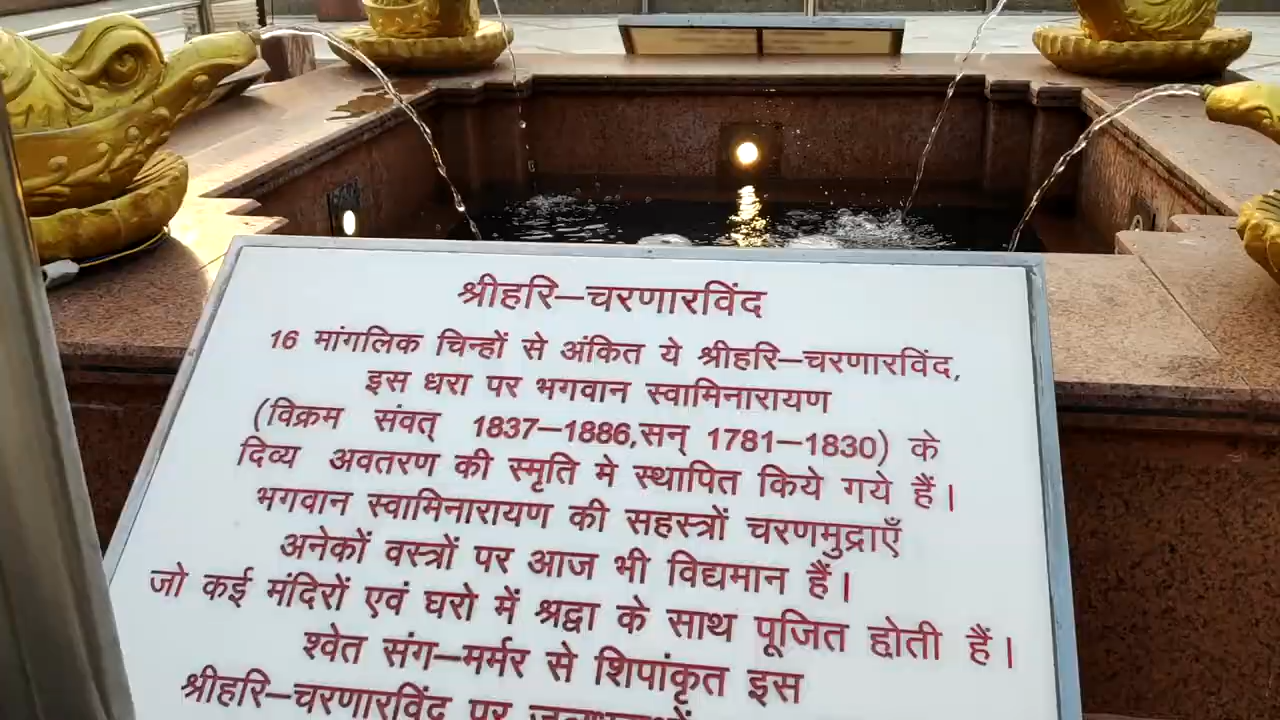 श्रीहरि–चरणारविंद
16 मांगलिक चिन्हों से अंकित ये श्रीहरि–चरणारविंद,
इस धरा पर भगवान स्वामिनारायण
(विक्रम संवत् 1837–1886,सन् 1781–1830) के
दिव्य अवतरण की स्मृति मे स्थापित किये गये हैं।
भगवान स्वामिनारायण की सहस्त्रों चरणमुद्राएँ
अनेकों वस्त्रों पर आज भी विद्यमान हैं।
जो कई मंदिरों एवं घरो में श्रद्वा के साथ पूजित होती हैं।
श्वेत संग–मर्मर से शिपांकृत इस
श्रीहरि–चरणारविंद पर